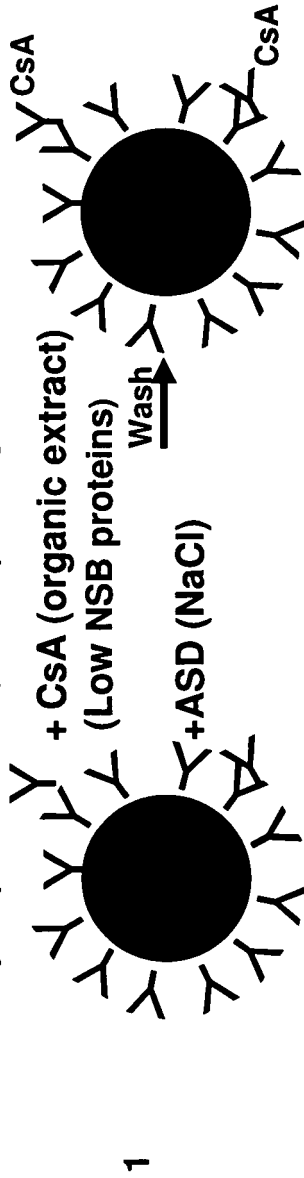 1
+ CsA (organic extract)
(Low NSB proteins)
+ASD (NaCl)
Wash
CsA
CsA